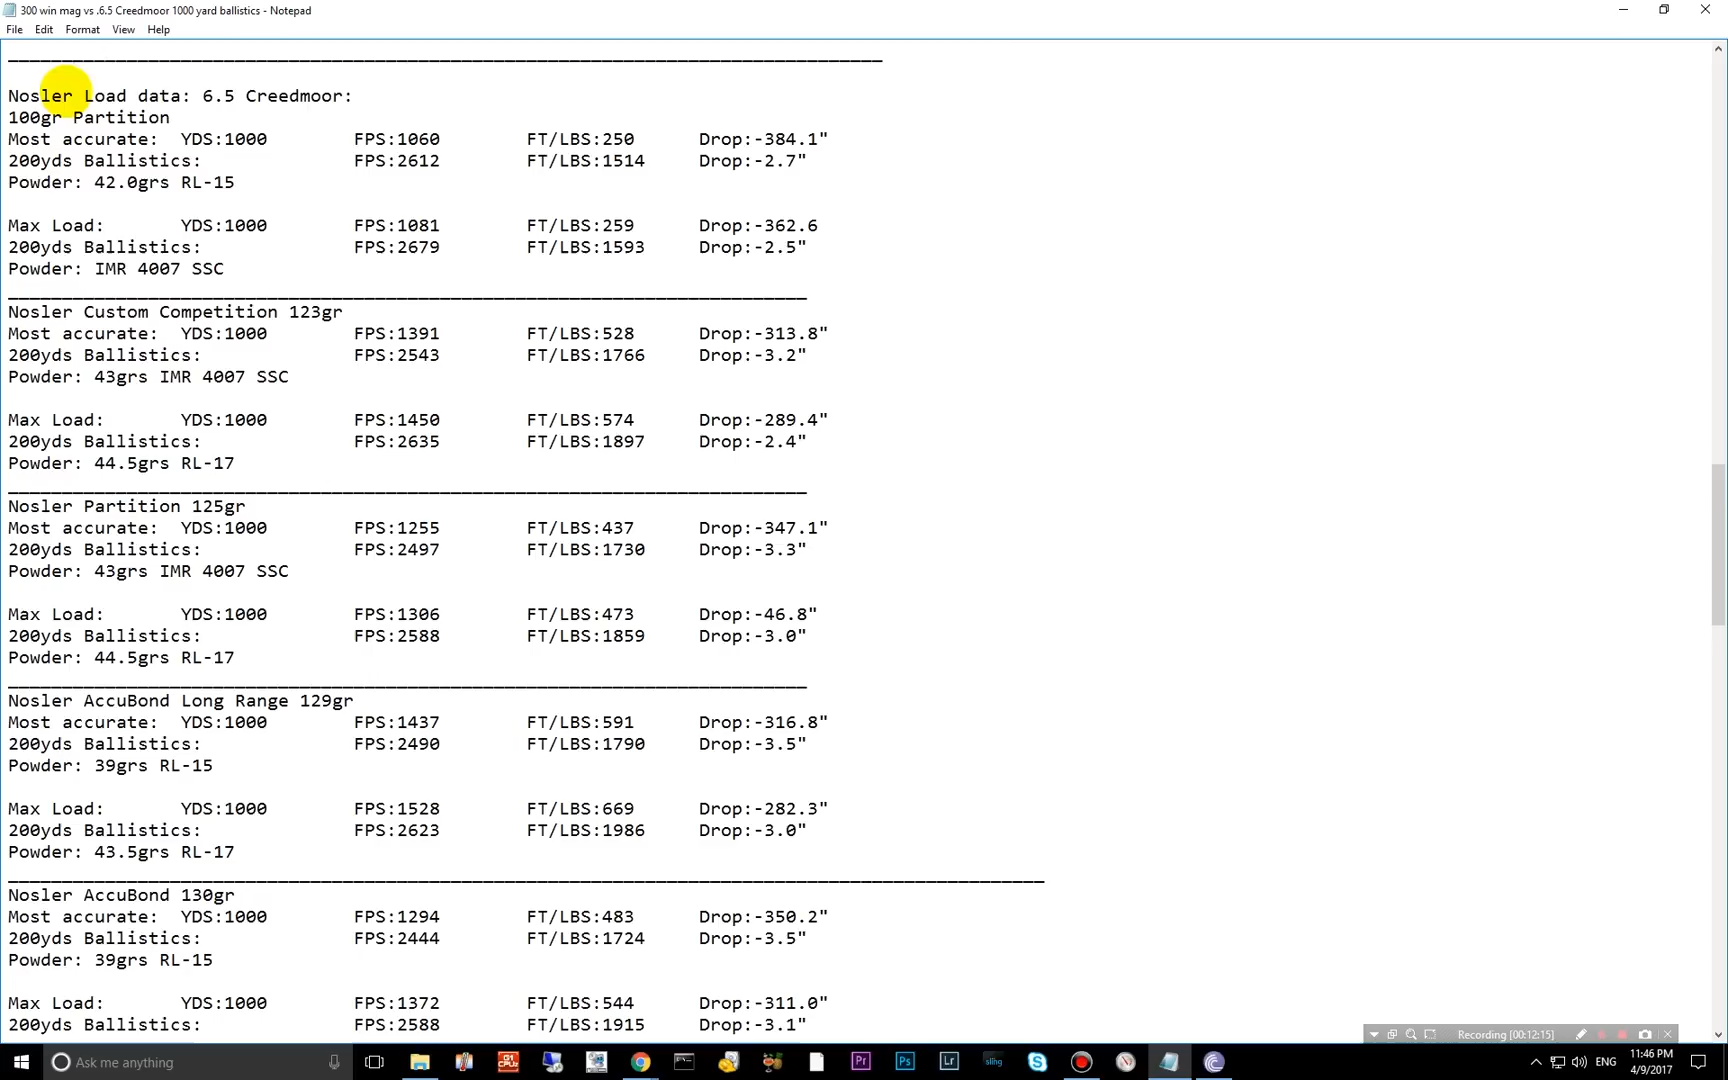 300 win mag vs .6.5 Creedmoor 1000 yard ballistics - Notepad
File Edit Format View Help
Nosler Load data: 6.5 Creedmoor:
100gr Partition
Most accurate: YDS:1000 FPS:1060 FT/LBS:250 Drop:-384.1"
200yds Ballistics: FPS:2612 FT/LBS:1514 Drop:-2.7"
Powder: 42.0grs RL-15
Max Load: YDS:1000 FPS:1081 FT/LBS:259 Drop:-362.6
200yds Ballistics: FPS:2679 FT/LBS:1593 Drop:-2.5"
Powder: IMR 4007 SSC
Nosler Custom Competition 123gr
Most accurate: YDS:1000 FPS:1391 FT/LBS:528 Drop:-313.8"
200yds Ballistics: FPS:2543 FT/LBS:1766 Drop:-3.2"
Powder: 43grs IMR 4007 SSC
Max Load: YDS:1000 FPS:1450 FT/LBS:574 Drop:-289.4"
200yds Ballistics: FPS:2635 FT/LBS:1897 Drop:-2.4"
Powder: 44.5grs RL-17
Nosler Partition 125gr
Most accurate: YDS:1000 FPS:1255 FT/LBS:437 Drop:-347.1"
200yds Ballistics: FPS:2497 FT/LBS:1730 Drop:-3.3"
Powder: 43grs IMR 4007 SSC
Max Load: YDS:1000 FPS:1306 FT/LBS:473 Drop:-46.8"
200yds Ballistics: FPS:2588 FT/LBS:1859 Drop:-3.0"
Powder: 44.5grs RL-17
Nosler AccuBond Long Range 129gr
Most accurate: YDS:1000 FPS:1437 FT/LBS:591 Drop:-316.8"
200yds Ballistics: FPS:2490 FT/LBS:1790 Drop:-3.5"
Powder: 39grs RL-15
Max Load: YDS:1000 FPS:1528 FT/LBS:669 Drop:-282.3"
200yds Ballistics: FPS:2623 FT/LBS:1986 Drop:-3.0"
Powder: 43.5grs RL-17
Nosler AccuBond 130gr
Most accurate: YDS:1000 FPS:1294 FT/LBS:483 Drop:-350.2"
200yds Ballistics: FPS:2444 FT/LBS:1724 Drop:-3.5"
Powder: 39grs RL-15
Max Load: YDS:1000 FPS:1372 FT/LBS:544 Drop:-311.0"
200yds Ballistics: FPS:2588 FT/LBS:1915 Drop:-3.1"
Recording [00:12:15]
Ask me anything
Pr Ps Lr sling
ENG
11:46 PM
4/9/2017